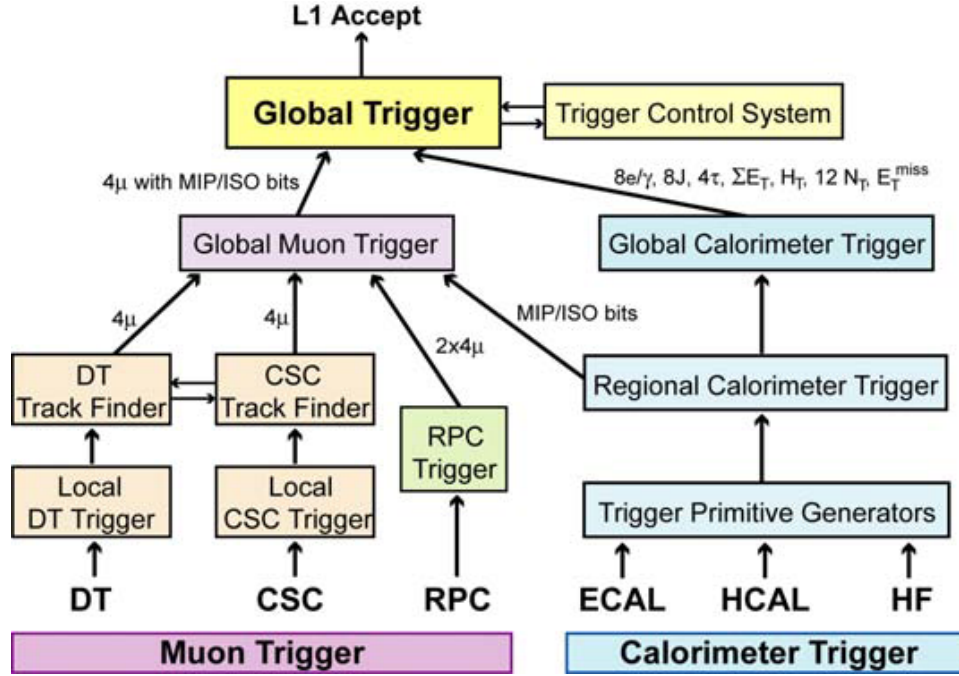 L1 Accept
Global Trigger
Trigger Control System
4μ with MIP/ISO bits
8e/γ, 8J, 4τ, ΣE_T, H_T, 12 N_T, E_T^miss
Global Muon Trigger
Global Calorimeter Trigger
4μ
4μ
2x4μ
MIP/ISO bits
DT
Track Finder
CSC
Track Finder
RPC
Trigger
Regional Calorimeter Trigger
Local
DT Trigger
Local
CSC Trigger
Trigger Primitive Generators
DT
CSC
RPC
ECAL
HCAL
HF
Muon Trigger
Calorimeter Trigger